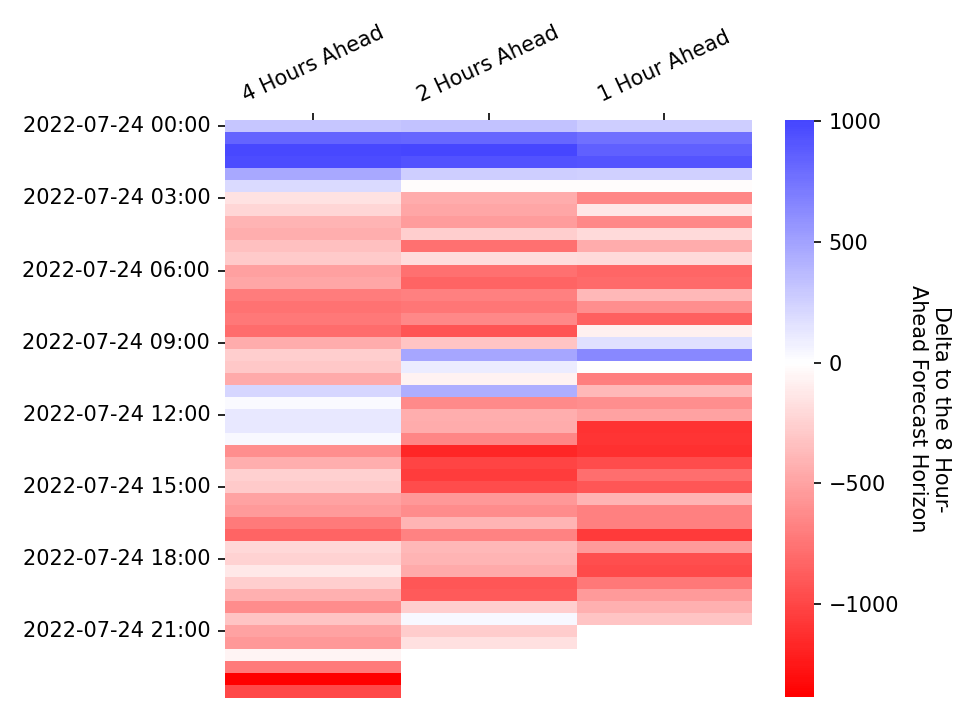 4 Hours Ahead
2 Hours Ahead
1 Hour Ahead
2022-07-24 00:00
2022-07-24 03:00
2022-07-24 06:00
2022-07-24 09:00
2022-07-24 12:00
2022-07-24 15:00
2022-07-24 18:00
2022-07-24 21:00
1000
500
0
−500
−1000
Delta to the 8 Hour-
Ahead Forecast Horizon